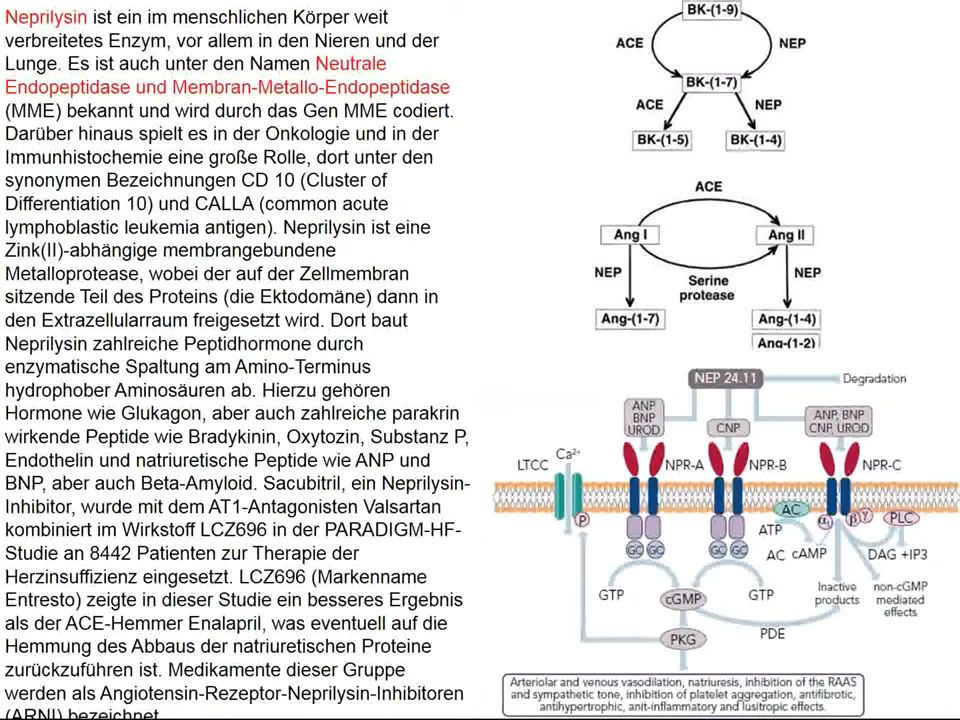 Neprilysin ist ein im menschlichen Körper weit
verbreitetes Enzym, vor allem in den Nieren und der
Lunge. Es ist auch unter den Namen Neutrale
Endopeptidase und Membran-Metallo-Endopeptidase
(MME) bekannt und wird durch das Gen MME codiert.
Darüber hinaus spielt es in der Onkologie und in der
Immunhistochemie eine große Rolle, dort unter den
synonymen Bezeichnungen CD 10 (Cluster of
Differentiation 10) und CALLA (common acute
lymphoblastic leukemia antigen). Neprilysin ist eine
Zink(II)-abhängige membrangebundene
Metalloprotease, wobei der auf der Zellmembran
sitzende Teil des Proteins (die Ektodomäne) dann in
den Extrazellularraum freigesetzt wird. Dort baut
Neprilysin zahlreiche Peptidhormone durch
enzymatische Spaltung am Amino-Terminus
hydrophober Aminosäuren ab. Hierzu gehören
Hormone wie Glukagon, aber auch zahlreiche parakrin
wirkende Peptide wie Bradykinin, Oxytozin, Substanz P,
Endothelin und natriuretische Peptide wie ANP und
BNP, aber auch Beta-Amyloid. Sacubitril, ein Neprilysin-
Inhibitor, wurde mit dem AT1-Antagonisten Valsartan
kombiniert im Wirkstoff LCZ696 in der PARADIGM-HF-
Studie an 8442 Patienten zur Therapie der
Herzinsuffizienz eingesetzt. LCZ696 (Markenname
Entresto) zeigte in dieser Studie ein besseres Ergebnis
als der ACE-Hemmer Enalapril, was eventuell auf die
Hemmung des Abbaus der natriuretischen Proteine
zurückzuführen ist. Medikamente dieser Gruppe
werden als Angiotensin-Rezeptor-Neprilysin-Inhibitoren
(ARNI) bezeichnet
BK-(1-9)
ACE NEP
BK-(1-7)
ACE NEP
BK-(1-5) BK-(1-4)
ACE
Ang I Ang II
NEP NEP
Serine
protease
Ang-(1-7) Ang-(1-4)
Ang-(1-2)
NEP 24.11 Degradation
ANP
BNP
UROD
CNP
ANP, BNP
CNP, UROD
LTCC Ca²⁺ NPR-A NPR-B NPR-C
P AC α₁ β γ PLC
GC GC GC GC
ATP
AC cAMP DAG +IP3
GTP cGMP GTP
Inactive
products
non-cGMP
mediated
effects
PKG PDE
Arteriolar and venous vasodilation, natriuresis, inhibition of the RAAS
and sympathetic tone, inhibition of platelet aggregation, antifibrotic,
antihypertrophic, anit-inflammatory and lusitropic effects.